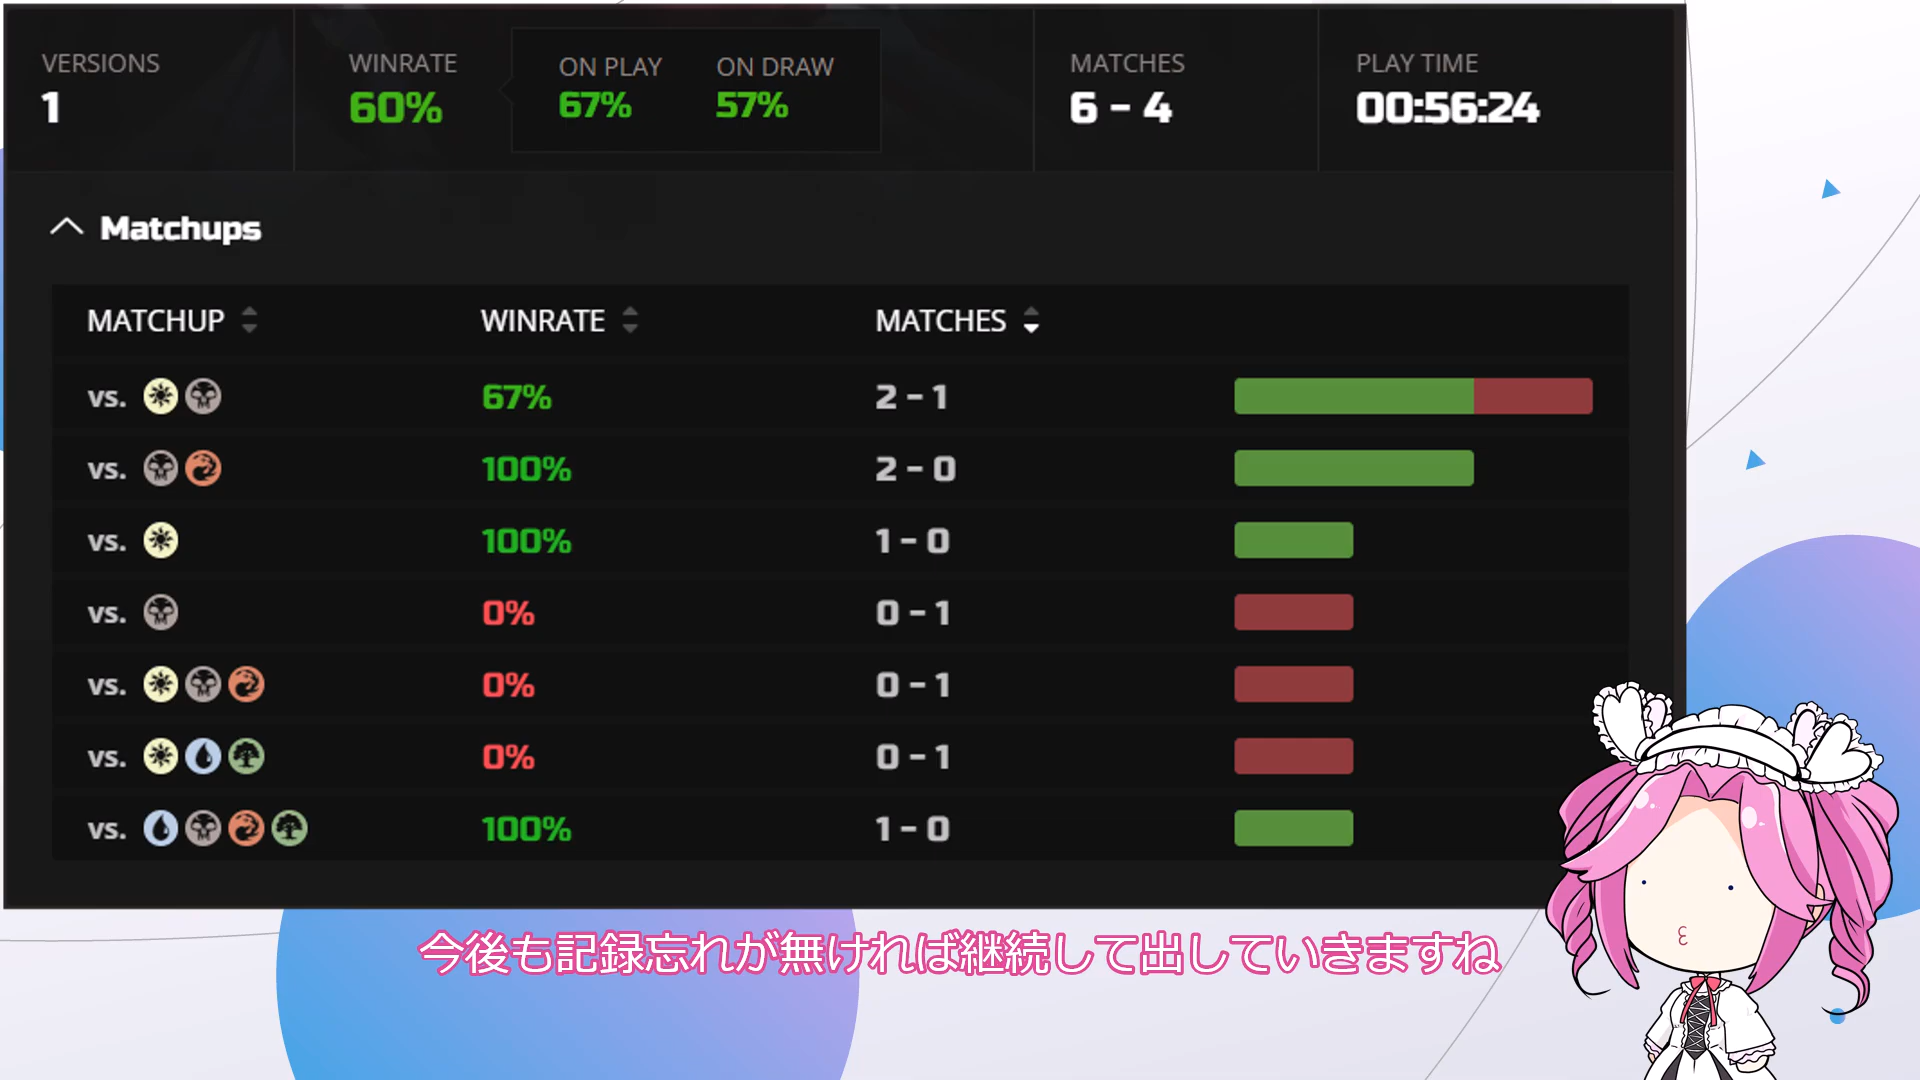 VERSIONS
1
WINRATE
60%
ON PLAY
67%
ON DRAW
57%
MATCHES
6 - 4
PLAY TIME
00:56:24
Matchups
MATCHUP WINRATE MATCHES
vs. 67% 2 - 1
vs. 100% 2 - 0
vs. 100% 1 - 0
vs. 0% 0 - 1
vs. 0% 0 - 1
vs. 0% 0 - 1
vs. 100% 1 - 0
今後も記録忘れが無ければ継続して出していきますね